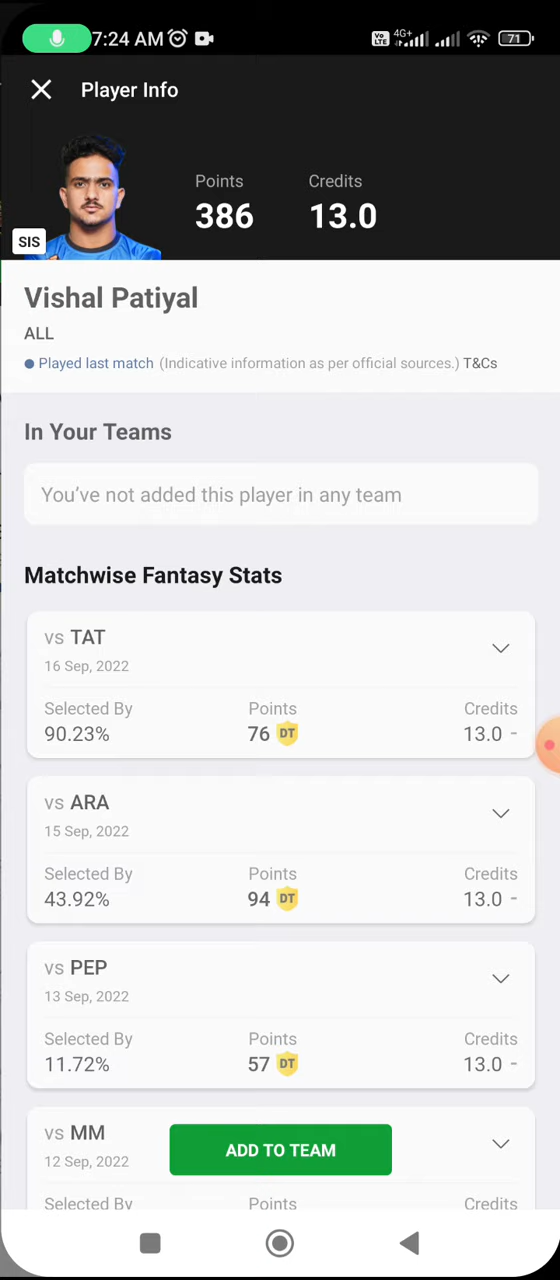 7:24 AM Vo LTE 4G+ 71
Player Info
Points Credits
386 13.0
SIS
Vishal Patiyal
ALL
Played last match (Indicative information as per official sources.) T&Cs
In Your Teams
You've not added this player in any team
Matchwise Fantasy Stats
vs TAT
16 Sep, 2022
Selected By Points Credits
90.23% 76 DT 13.0 -
vs ARA
15 Sep, 2022
Selected By Points Credits
43.92% 94 DT 13.0 -
vs PEP
13 Sep, 2022
Selected By Points Credits
11.72% 57 DT 13.0 -
vs MM
12 Sep, 2022
ADD TO TEAM
Selected By Points Credits